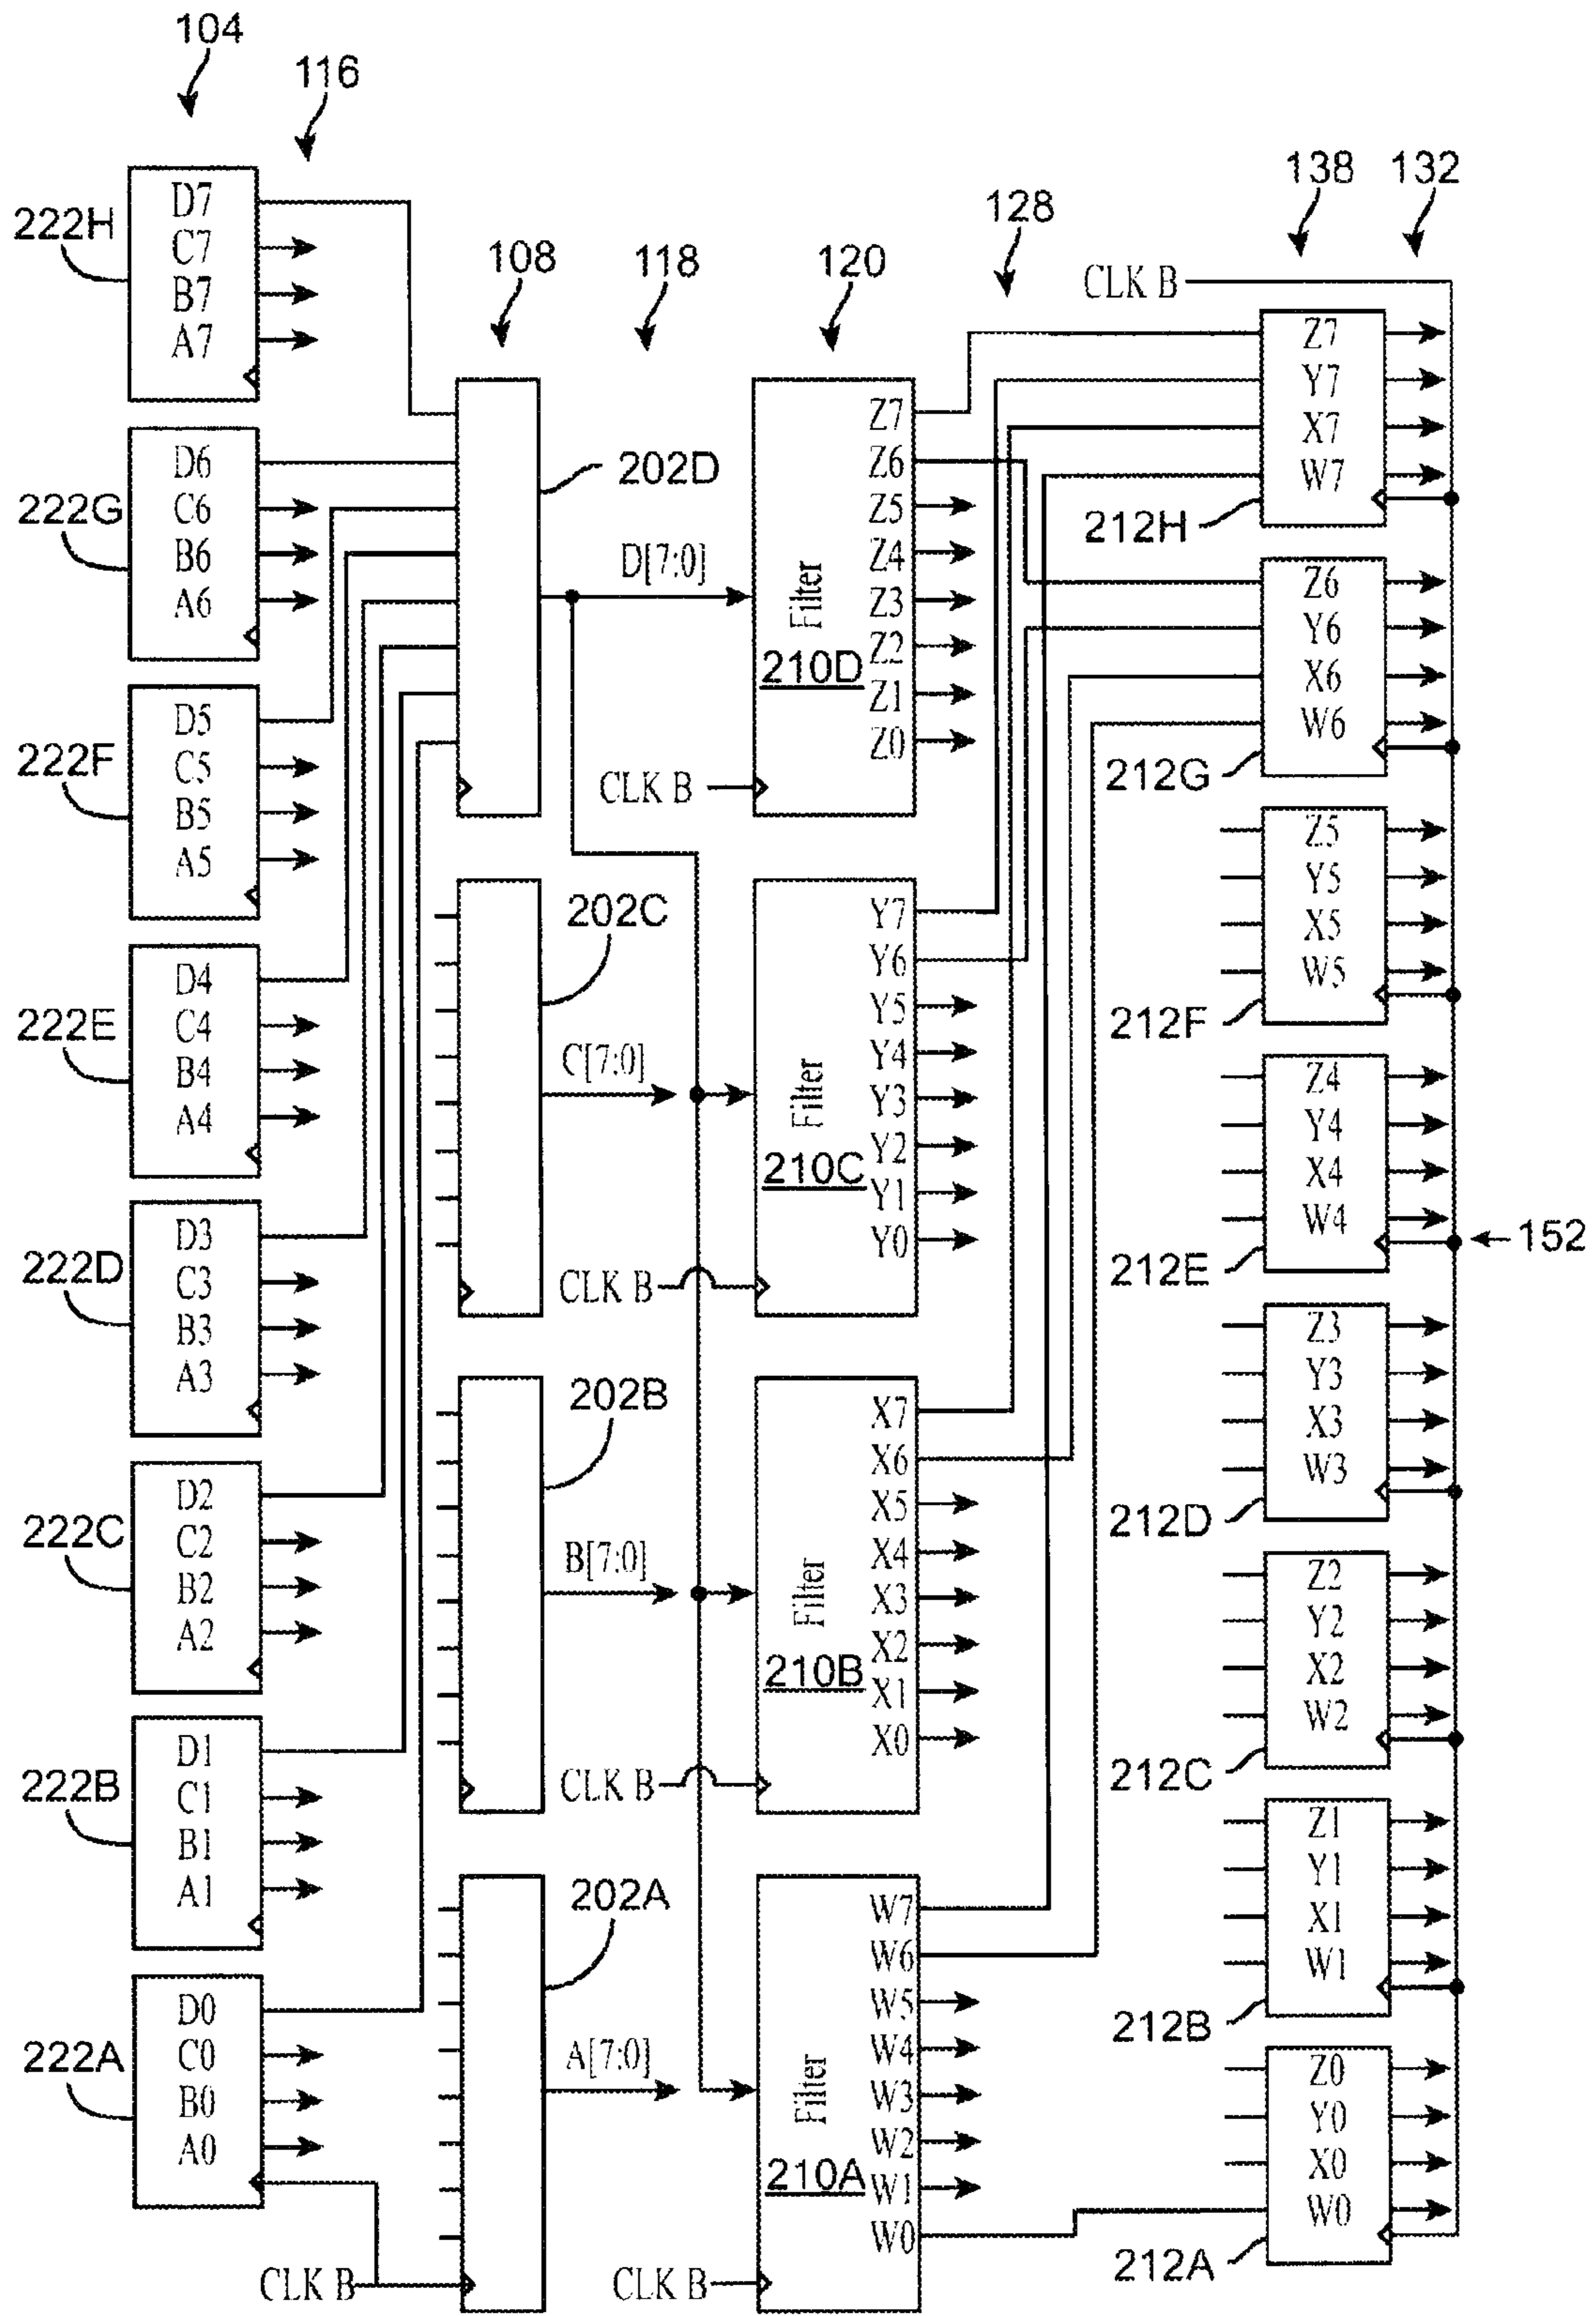 104
116
138
132
128
108
118
120
CLK B
222H
D7
C7
B7
A7
222G
D6
C6
B6
A6
222F
D5
C5
B5
A5
222E
D4
C4
B4
A4
222D
D3
C3
B3
A3
222C
D2
C2
B2
A2
222B
D1
C1
B1
A1
222A
D0
C0
B0
A0
CLK B
202D
D[7:0]
CLK B
202C
C[7:0]
CLK B
202B
B[7:0]
CLK B
202A
A[7:0]
CLK B
Filter
210D
Z7
Z6
Z5
Z4
Z3
Z2
Z1
Z0
Filter
210C
Y7
Y6
Y5
Y4
Y3
Y2
Y1
Y0
Filter
210B
X7
X6
X5
X4
X3
X2
X1
X0
Filter
210A
W7
W6
W5
W4
W3
W2
W1
W0
Z7
Y7
X7
W7
212H
Z6
Y6
X6
W6
212G
Z5
Y5
X5
W5
212F
Z4
Y4
X4
W4
212E
152
Z3
Y3
X3
W3
212D
Z2
Y2
X2
W2
212C
Z1
Y1
X1
W1
212B
Z0
Y0
X0
W0
212A